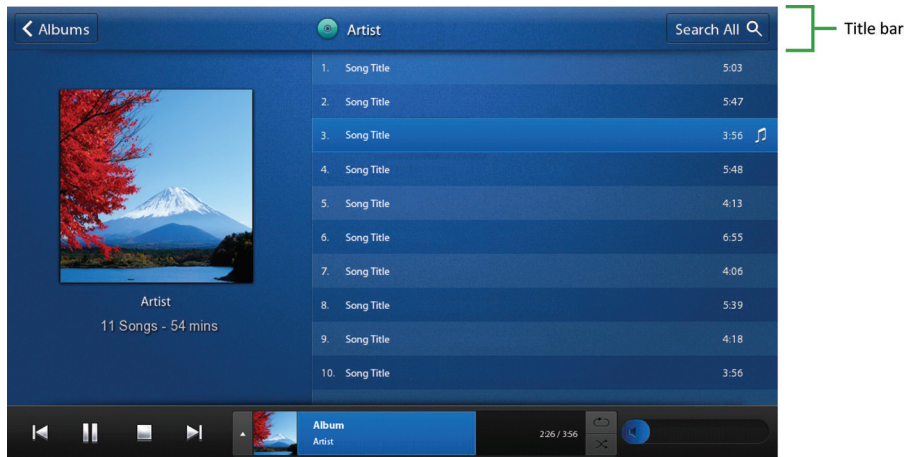 Albums
Artist
Search All
Title bar
1. Song Title 5:03
2. Song Title 5:47
3. Song Title 3:56
4. Song Title 5:48
5. Song Title 4:13
6. Song Title 6:55
7. Song Title 4:06
8. Song Title 5:39
9. Song Title 4:18
10. Song Title 3:56
Artist
11 Songs - 54 mins
Album
Artist
2:26 / 3:56